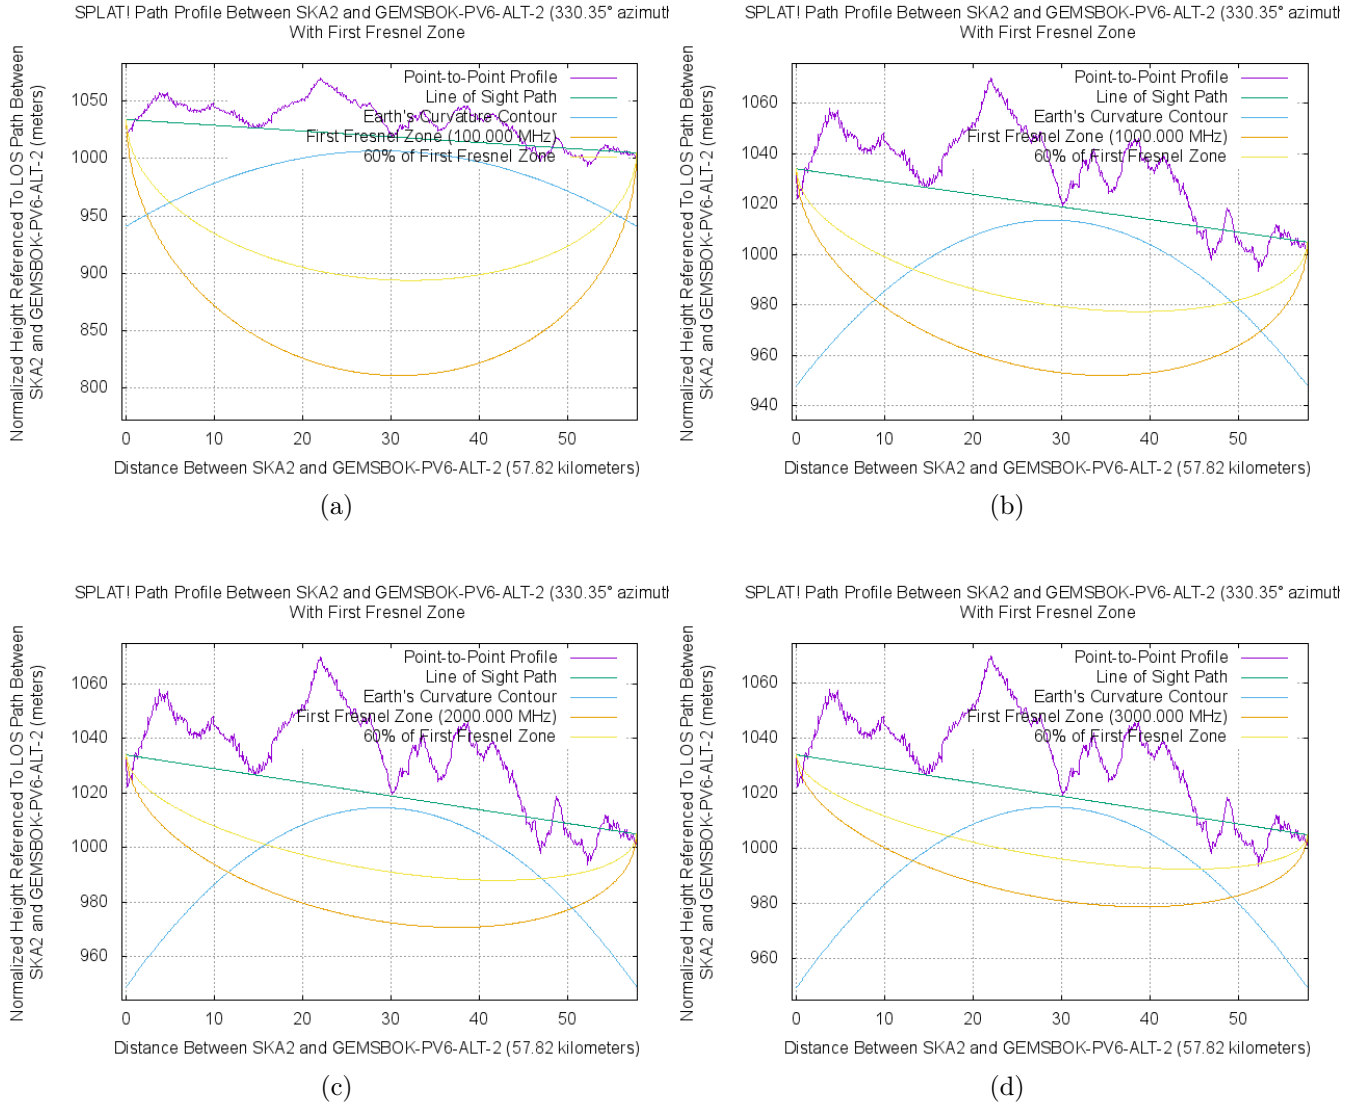 SPLAT! Path Profile Between SKA2 and GEMSBOK-PV6-ALT-2 (330.35° azimuth
With First Fresnel Zone
Normalized Height Referenced To LOS Path Between
SKA2 and GEMSBOK-PV6-ALT-2 (meters)
Point-to-Point Profile
Line of Sight Path
Earth's Curvature Contour
First Fresnel Zone (100.000 MHz)
60% of First Fresnel Zone
1050
1000
950
900
850
800
0 10 20 30 40 50
Distance Between SKA2 and GEMSBOK-PV6-ALT-2 (57.82 kilometers)
(a)
SPLAT! Path Profile Between SKA2 and GEMSBOK-PV6-ALT-2 (330.35° azimuth
With First Fresnel Zone
Normalized Height Referenced To LOS Path Between
SKA2 and GEMSBOK-PV6-ALT-2 (meters)
Point-to-Point Profile
Line of Sight Path
Earth's Curvature Contour
First Fresnel Zone (1000.000 MHz)
60% of First Fresnel Zone
1060
1040
1020
1000
980
960
940
0 10 20 30 40 50
Distance Between SKA2 and GEMSBOK-PV6-ALT-2 (57.82 kilometers)
(b)
SPLAT! Path Profile Between SKA2 and GEMSBOK-PV6-ALT-2 (330.35° azimuth
With First Fresnel Zone
Normalized Height Referenced To LOS Path Between
SKA2 and GEMSBOK-PV6-ALT-2 (meters)
Point-to-Point Profile
Line of Sight Path
Earth's Curvature Contour
First Fresnel Zone (2000.000 MHz)
60% of First Fresnel Zone
1060
1040
1020
1000
980
960
0 10 20 30 40 50
Distance Between SKA2 and GEMSBOK-PV6-ALT-2 (57.82 kilometers)
(c)
SPLAT! Path Profile Between SKA2 and GEMSBOK-PV6-ALT-2 (330.35° azimuth
With First Fresnel Zone
Normalized Height Referenced To LOS Path Between
SKA2 and GEMSBOK-PV6-ALT-2 (meters)
Point-to-Point Profile
Line of Sight Path
Earth's Curvature Contour
First Fresnel Zone (3000.000 MHz)
60% of First Fresnel Zone
1060
1040
1020
1000
980
960
0 10 20 30 40 50
Distance Between SKA2 and GEMSBOK-PV6-ALT-2 (57.82 kilometers)
(d)